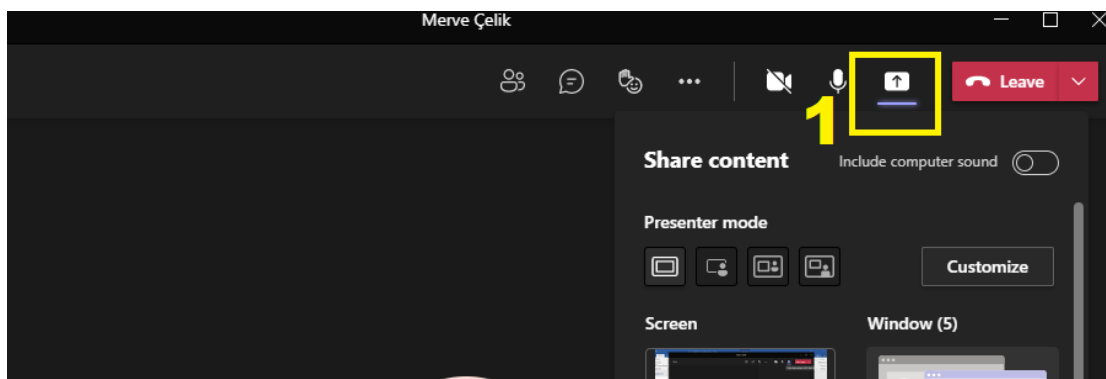 Merve Çelik
Leave
1
Share content
Include computer sound
Presenter mode
Customize
Screen
Window (5)